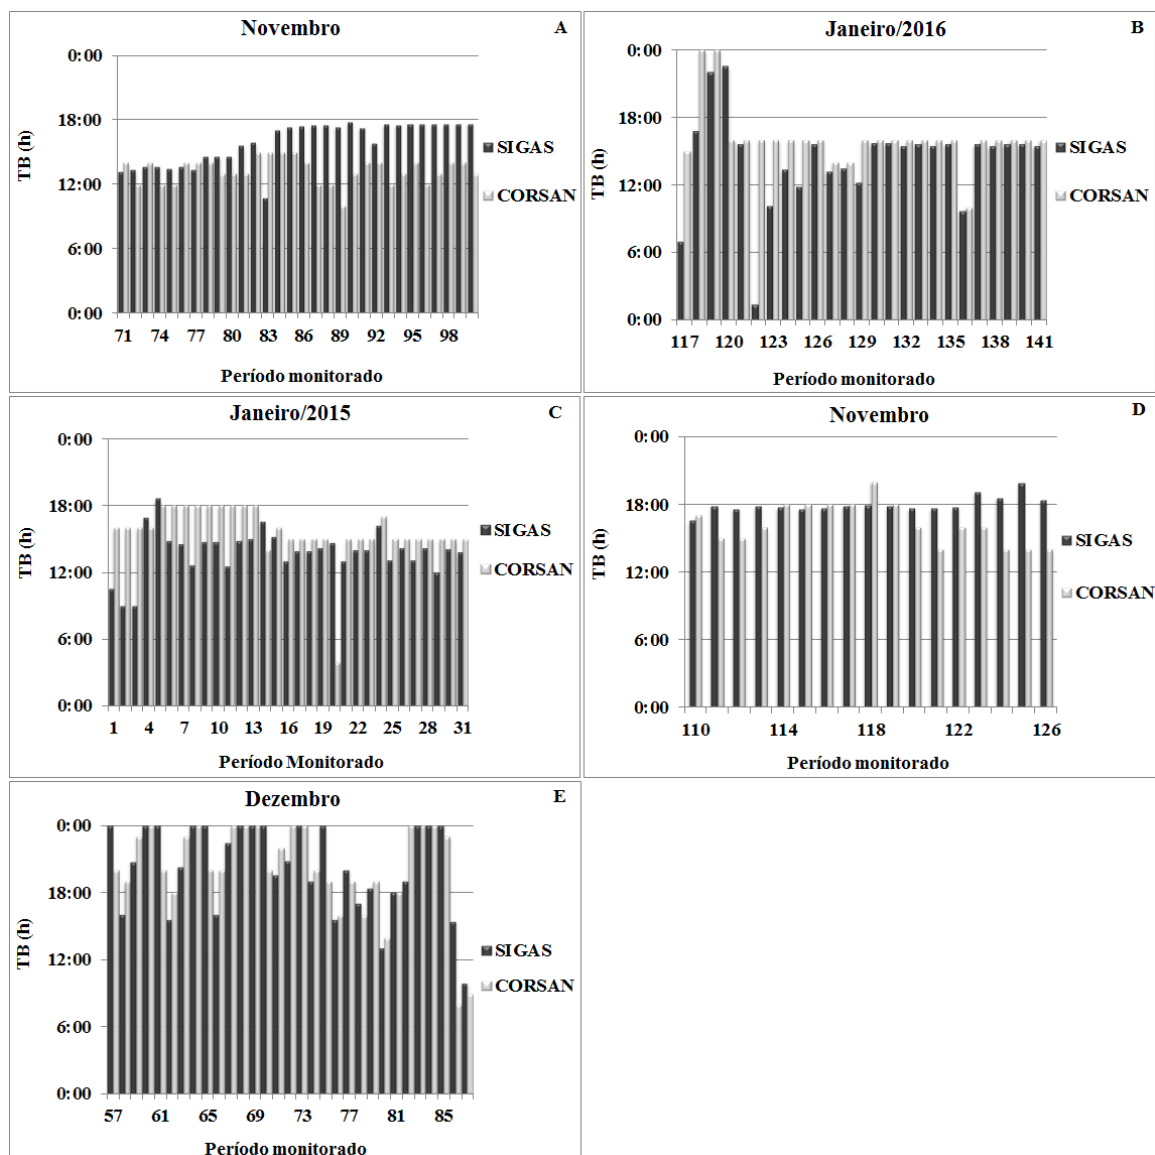 Novembro
A
0:00
18:00
12:00
6:00
0:00
TB (h)
71 74 77 80 83 86 89 92 95 98
Período monitorado
SIGAS
CORSAN
Janeiro/2016
B
0:00
18:00
12:00
6:00
0:00
TB (h)
117 120 123 126 129 132 135 138 141
Período monitorado
SIGAS
CORSAN
Janeiro/2015
C
0:00
18:00
12:00
6:00
0:00
TB (h)
1 4 7 10 13 16 19 22 25 28 31
Período Monitorado
SIGAS
CORSAN
Novembro
D
0:00
18:00
12:00
6:00
0:00
TB (h)
110 114 118 122 126
Período monitorado
SIGAS
CORSAN
Dezembro
E
0:00
18:00
12:00
6:00
0:00
TB (h)
57 61 65 69 73 77 81 85
Período monitorado
SIGAS
CORSAN